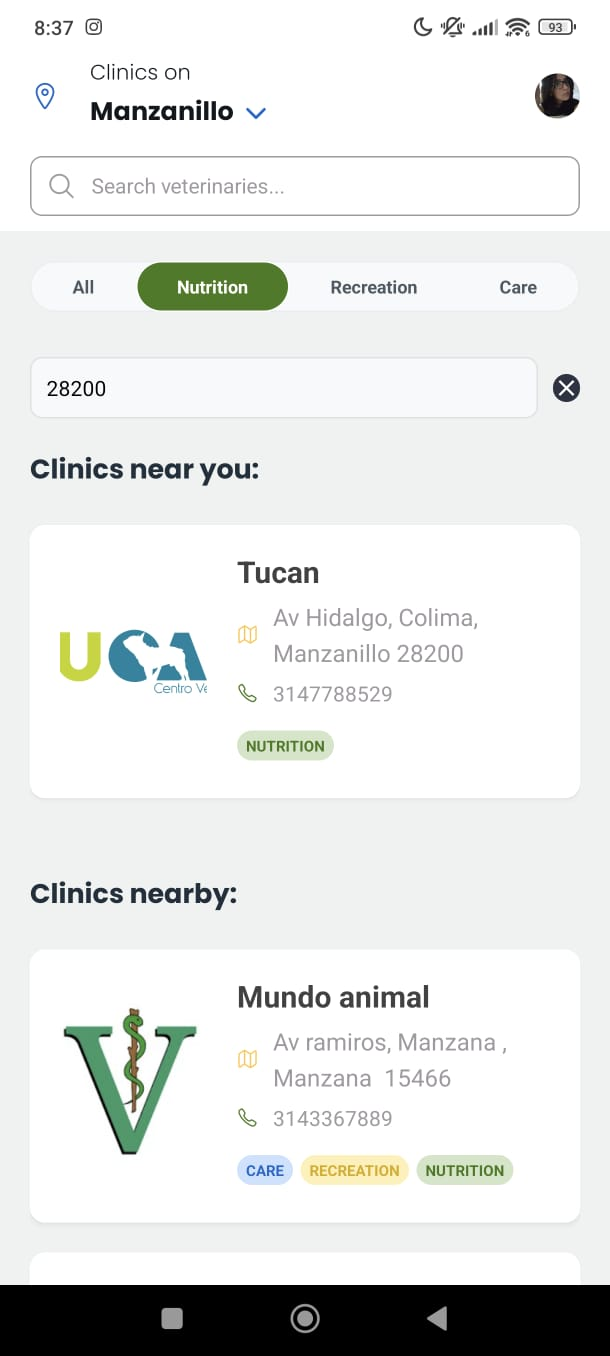 8:37
93
Clinics on
Manzanillo
Search veterinaries...
All Nutrition Recreation Care
28200
Clinics near you:
Tucan
Av Hidalgo, Colima,
Manzanillo 28200
3147788529
NUTRITION
UCA
Centro Ve
Clinics nearby:
Mundo animal
Av ramiros, Manzana ,
Manzana  15466
3143367889
CARE RECREATION NUTRITION
V